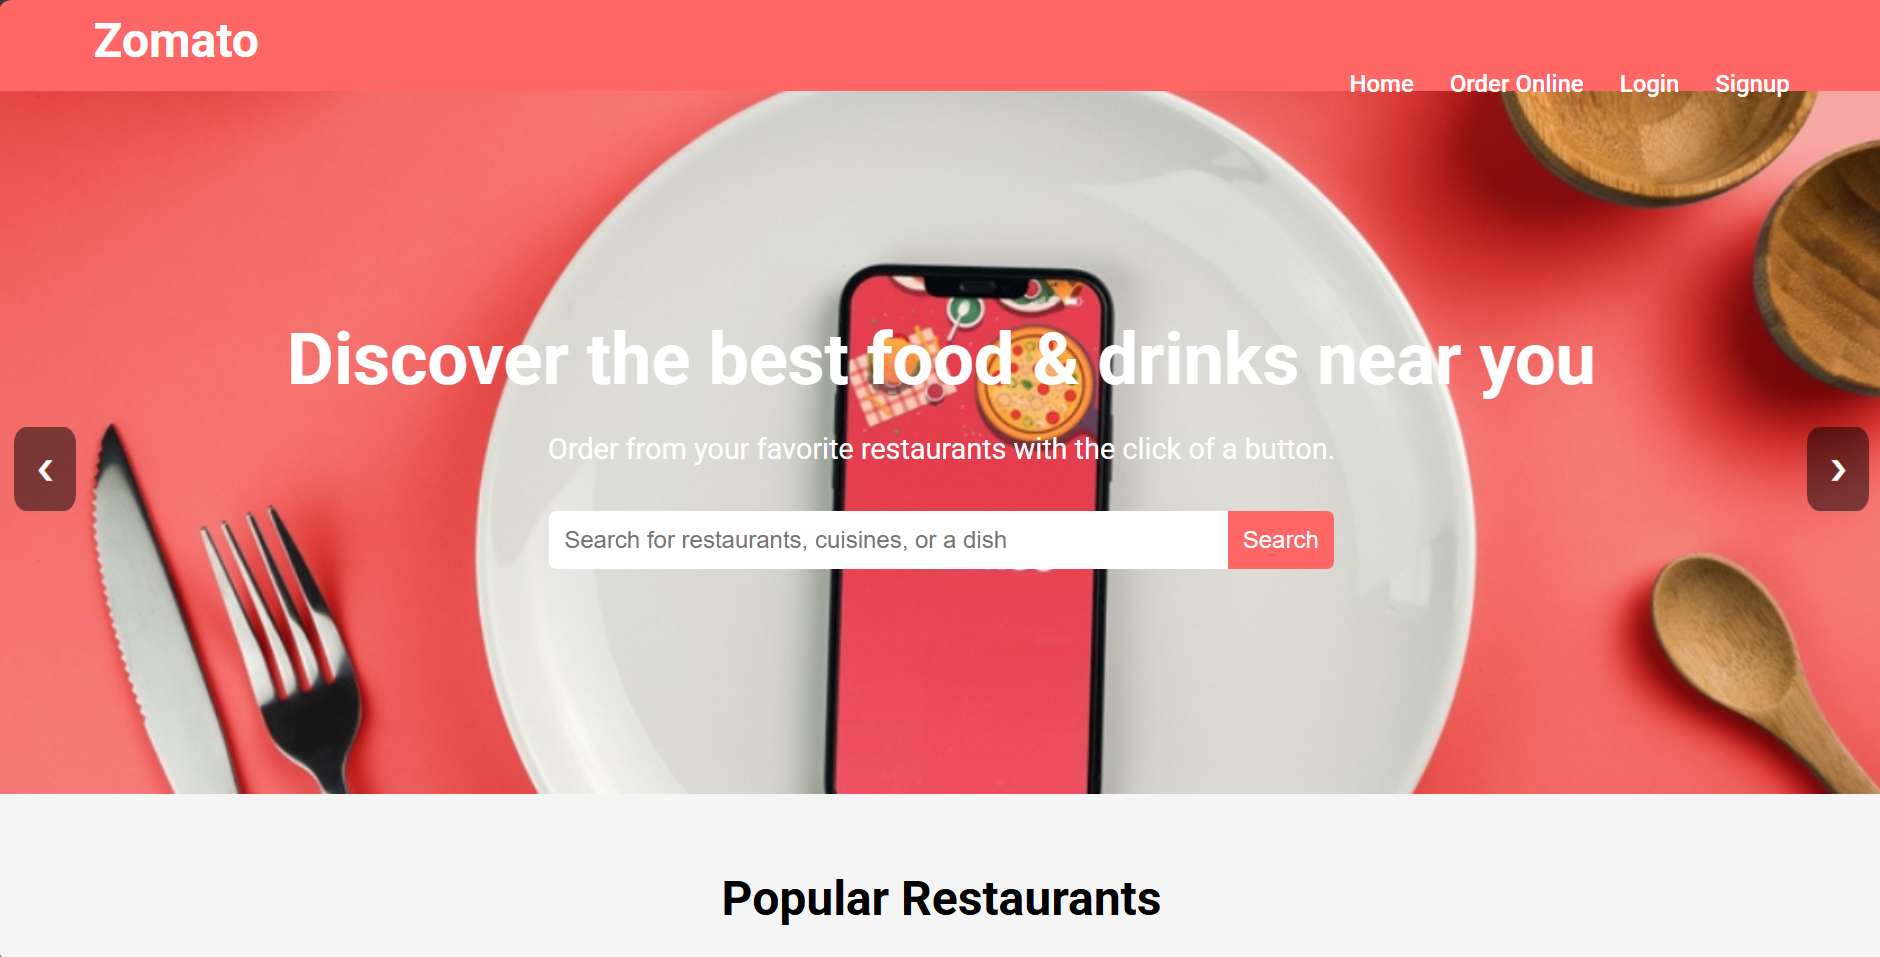 Zomato
Home Order Online Login Signup
Discover the best food & drinks near you
Order from your favorite restaurants with the click of a button.
Search for restaurants, cuisines, or a dish Search
Popular Restaurants